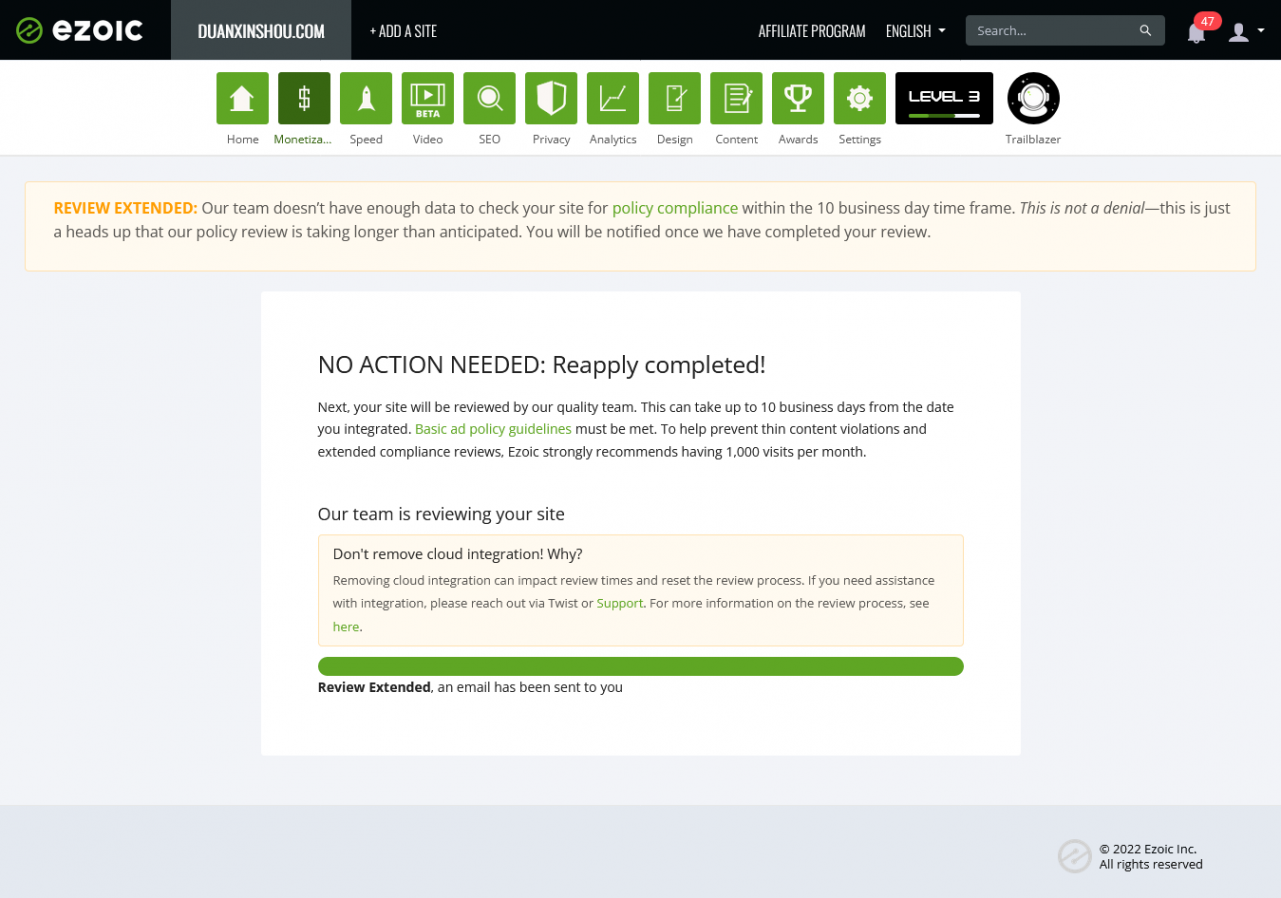 ezoic
DUANXINSHOU.COM
+ ADD A SITE
AFFILIATE PROGRAM
ENGLISH
Search...
47
BETA
LEVEL 3
Home
Monetiza...
Speed
Video
SEO
Privacy
Analytics
Design
Content
Awards
Settings
Trailblazer
REVIEW EXTENDED: Our team doesn’t have enough data to check your site for policy compliance within the 10 business day time frame. This is not a denial—this is just
a heads up that our policy review is taking longer than anticipated. You will be notified once we have completed your review.
NO ACTION NEEDED: Reapply completed!
Next, your site will be reviewed by our quality team. This can take up to 10 business days from the date
you integrated. Basic ad policy guidelines must be met. To help prevent thin content violations and
extended compliance reviews, Ezoic strongly recommends having 1,000 visits per month.
Our team is reviewing your site
Don't remove cloud integration! Why?
Removing cloud integration can impact review times and reset the review process. If you need assistance
with integration, please reach out via Twist or Support. For more information on the review process, see
here.
Review Extended, an email has been sent to you
© 2022 Ezoic Inc.
All rights reserved